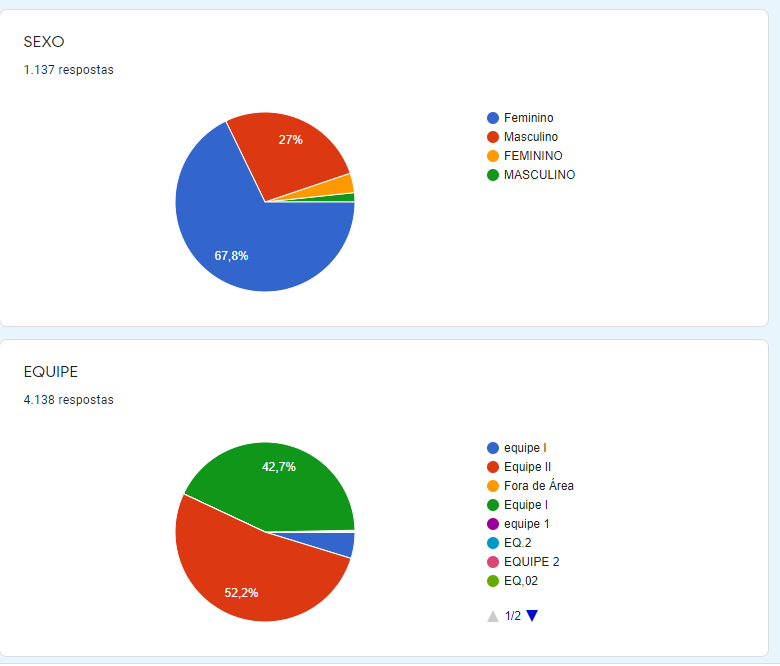 SEXO
1.137 respostas
27%
67,8%
Feminino
Masculino
FEMININO
MASCULINO
EQUIPE
4.138 respostas
42,7%
52,2%
equipe I
Equipe II
Fora de Área
Equipe I
equipe 1
EQ.2
EQUIPE 2
EQ,02
1/2